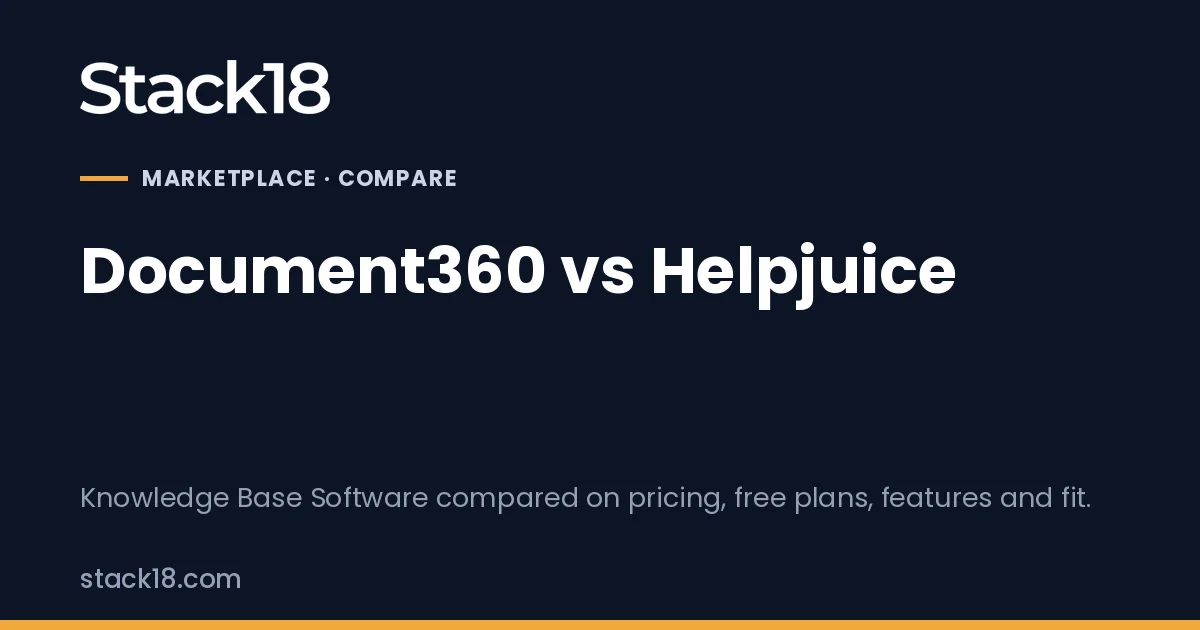 Stack18
MARKETPLACE · COMPARE
Document360 vs Helpjuice
Knowledge Base Software compared on pricing, free plans, features and fit.
stack18.com